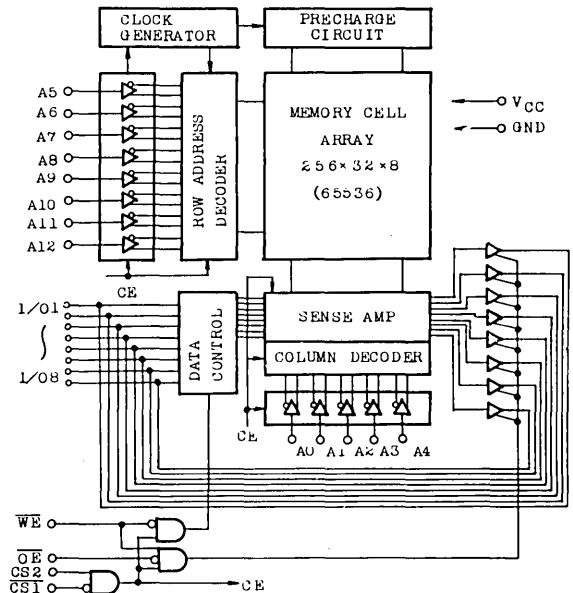 CLOCK
GENERATOR
PRECHARGE
CIRCUIT
A5
A6
A7
A8
A9
A10
A11
A12
ROW ADDRESS
DECODER
MEMORY CELL
ARRAY
256×32×8
(65536)
VCC
GND
CE
I/O1
I/O8
DATA
CONTROL
SENSE AMP
COLUMN DECODER
CE
A0 A1 A2 A3 A4
WE
OE
CS2
CS1
CE